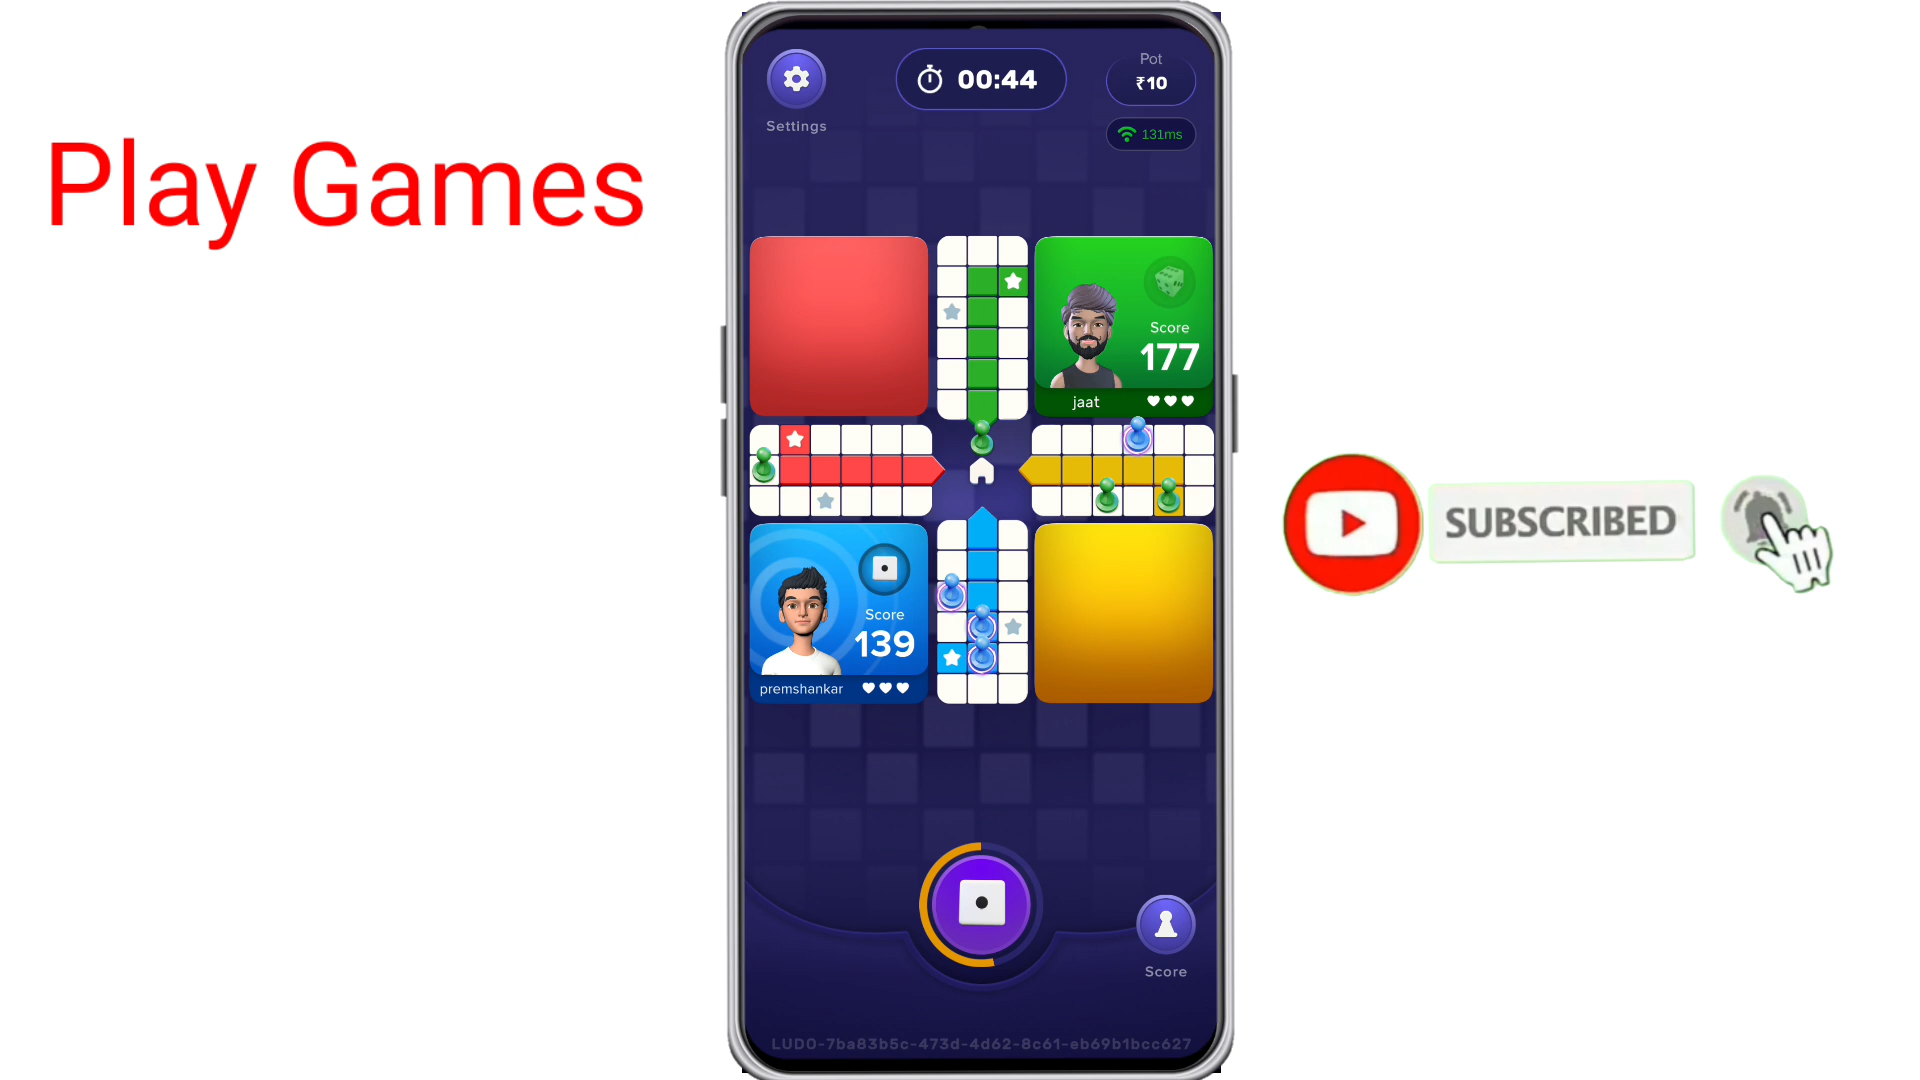 Play Games
Settings
00:44
Pot
₹10
131ms
Score
177
jaat
Score
139
premshankar
SUBSCRIBED
Score
LUDO-7ba83b5c-473d-4d62-8c61-eb69b1bcc627